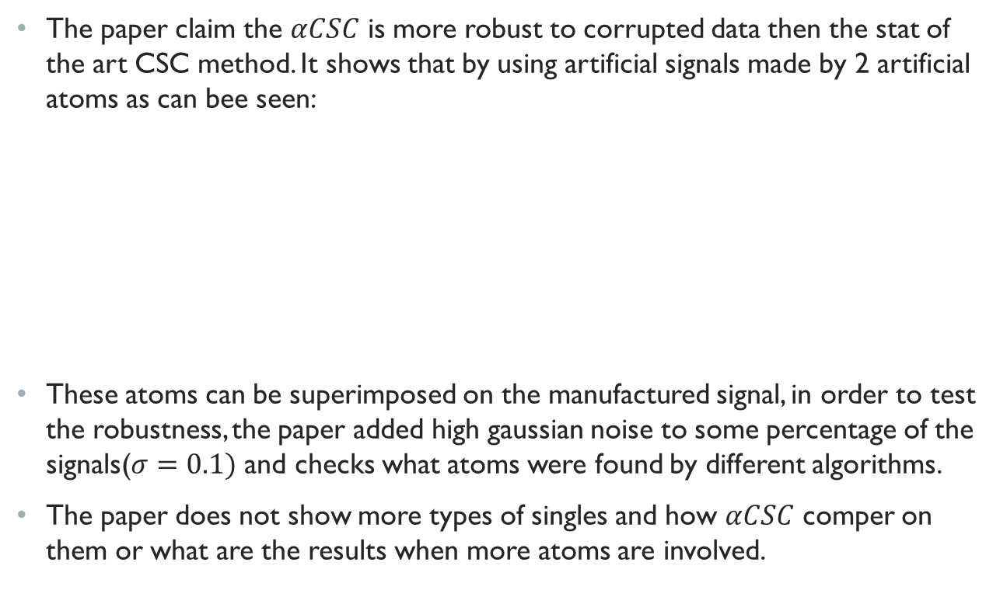 • The paper claim the 𝛼𝐶𝑆𝐶 is more robust to corrupted data then the stat of
the art CSC method. It shows that by using artificial signals made by 2 artificial
atoms as can bee seen:
• These atoms can be superimposed on the manufactured signal, in order to test
the robustness, the paper added high gaussian noise to some percentage of the
signals(𝜎 = 0.1) and checks what atoms were found by different algorithms.
• The paper does not show more types of singles and how 𝛼𝐶𝑆𝐶 comper on
them or what are the results when more atoms are involved.